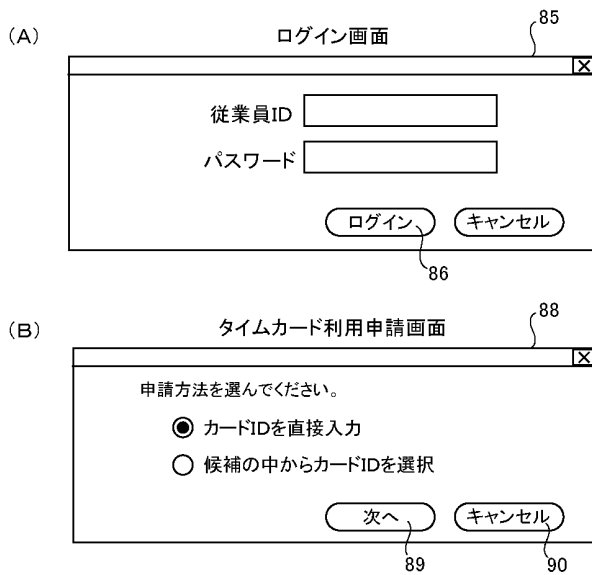 (A)
ログイン画面
85
従業員ID
パスワード
ログイン キャンセル
86
(B)
タイムカード利用申請画面
88
申請方法を選んでください。
カードIDを直接入力
候補の中からカードIDを選択
次へ キャンセル
89 90